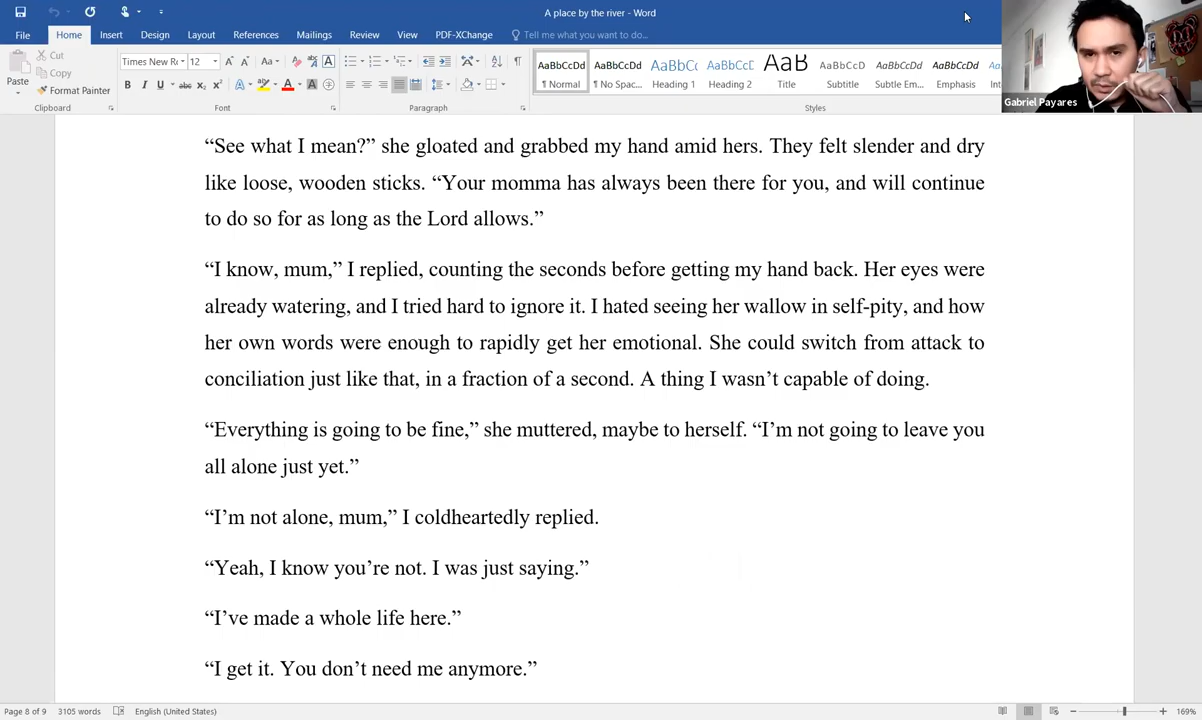 A place by the river - Word
File Home Insert Design Layout References Mailings Review View PDF-XChange Tell me what you want to do...
Paste
Cut
Copy
Format Painter
Clipboard
Times New Ro 12
Font
Paragraph
AaBbCcDd AaBbCcDd AaBbCc AaBbCcD AaB AaBbCcD AaBbCcDd AaBbCcDd
¶ Normal ¶ No Spac... Heading 1 Heading 2 Title Subtitle Subtle Em... Emphasis
Styles
Gabriel Payares
“See what I mean?” she gloated and grabbed my hand amid hers. They felt slender and dry
like loose, wooden sticks. “Your momma has always been there for you, and will continue
to do so for as long as the Lord allows.”
“I know, mum,” I replied, counting the seconds before getting my hand back. Her eyes were
already watering, and I tried hard to ignore it. I hated seeing her wallow in self-pity, and how
her own words were enough to rapidly get her emotional. She could switch from attack to
conciliation just like that, in a fraction of a second. A thing I wasn’t capable of doing.
“Everything is going to be fine,” she muttered, maybe to herself. “I’m not going to leave you
all alone just yet.”
“I’m not alone, mum,” I coldheartedly replied.
“Yeah, I know you’re not. I was just saying.”
“I’ve made a whole life here.”
“I get it. You don’t need me anymore.”
Page 8 of 9 3105 words English (United States) 169%